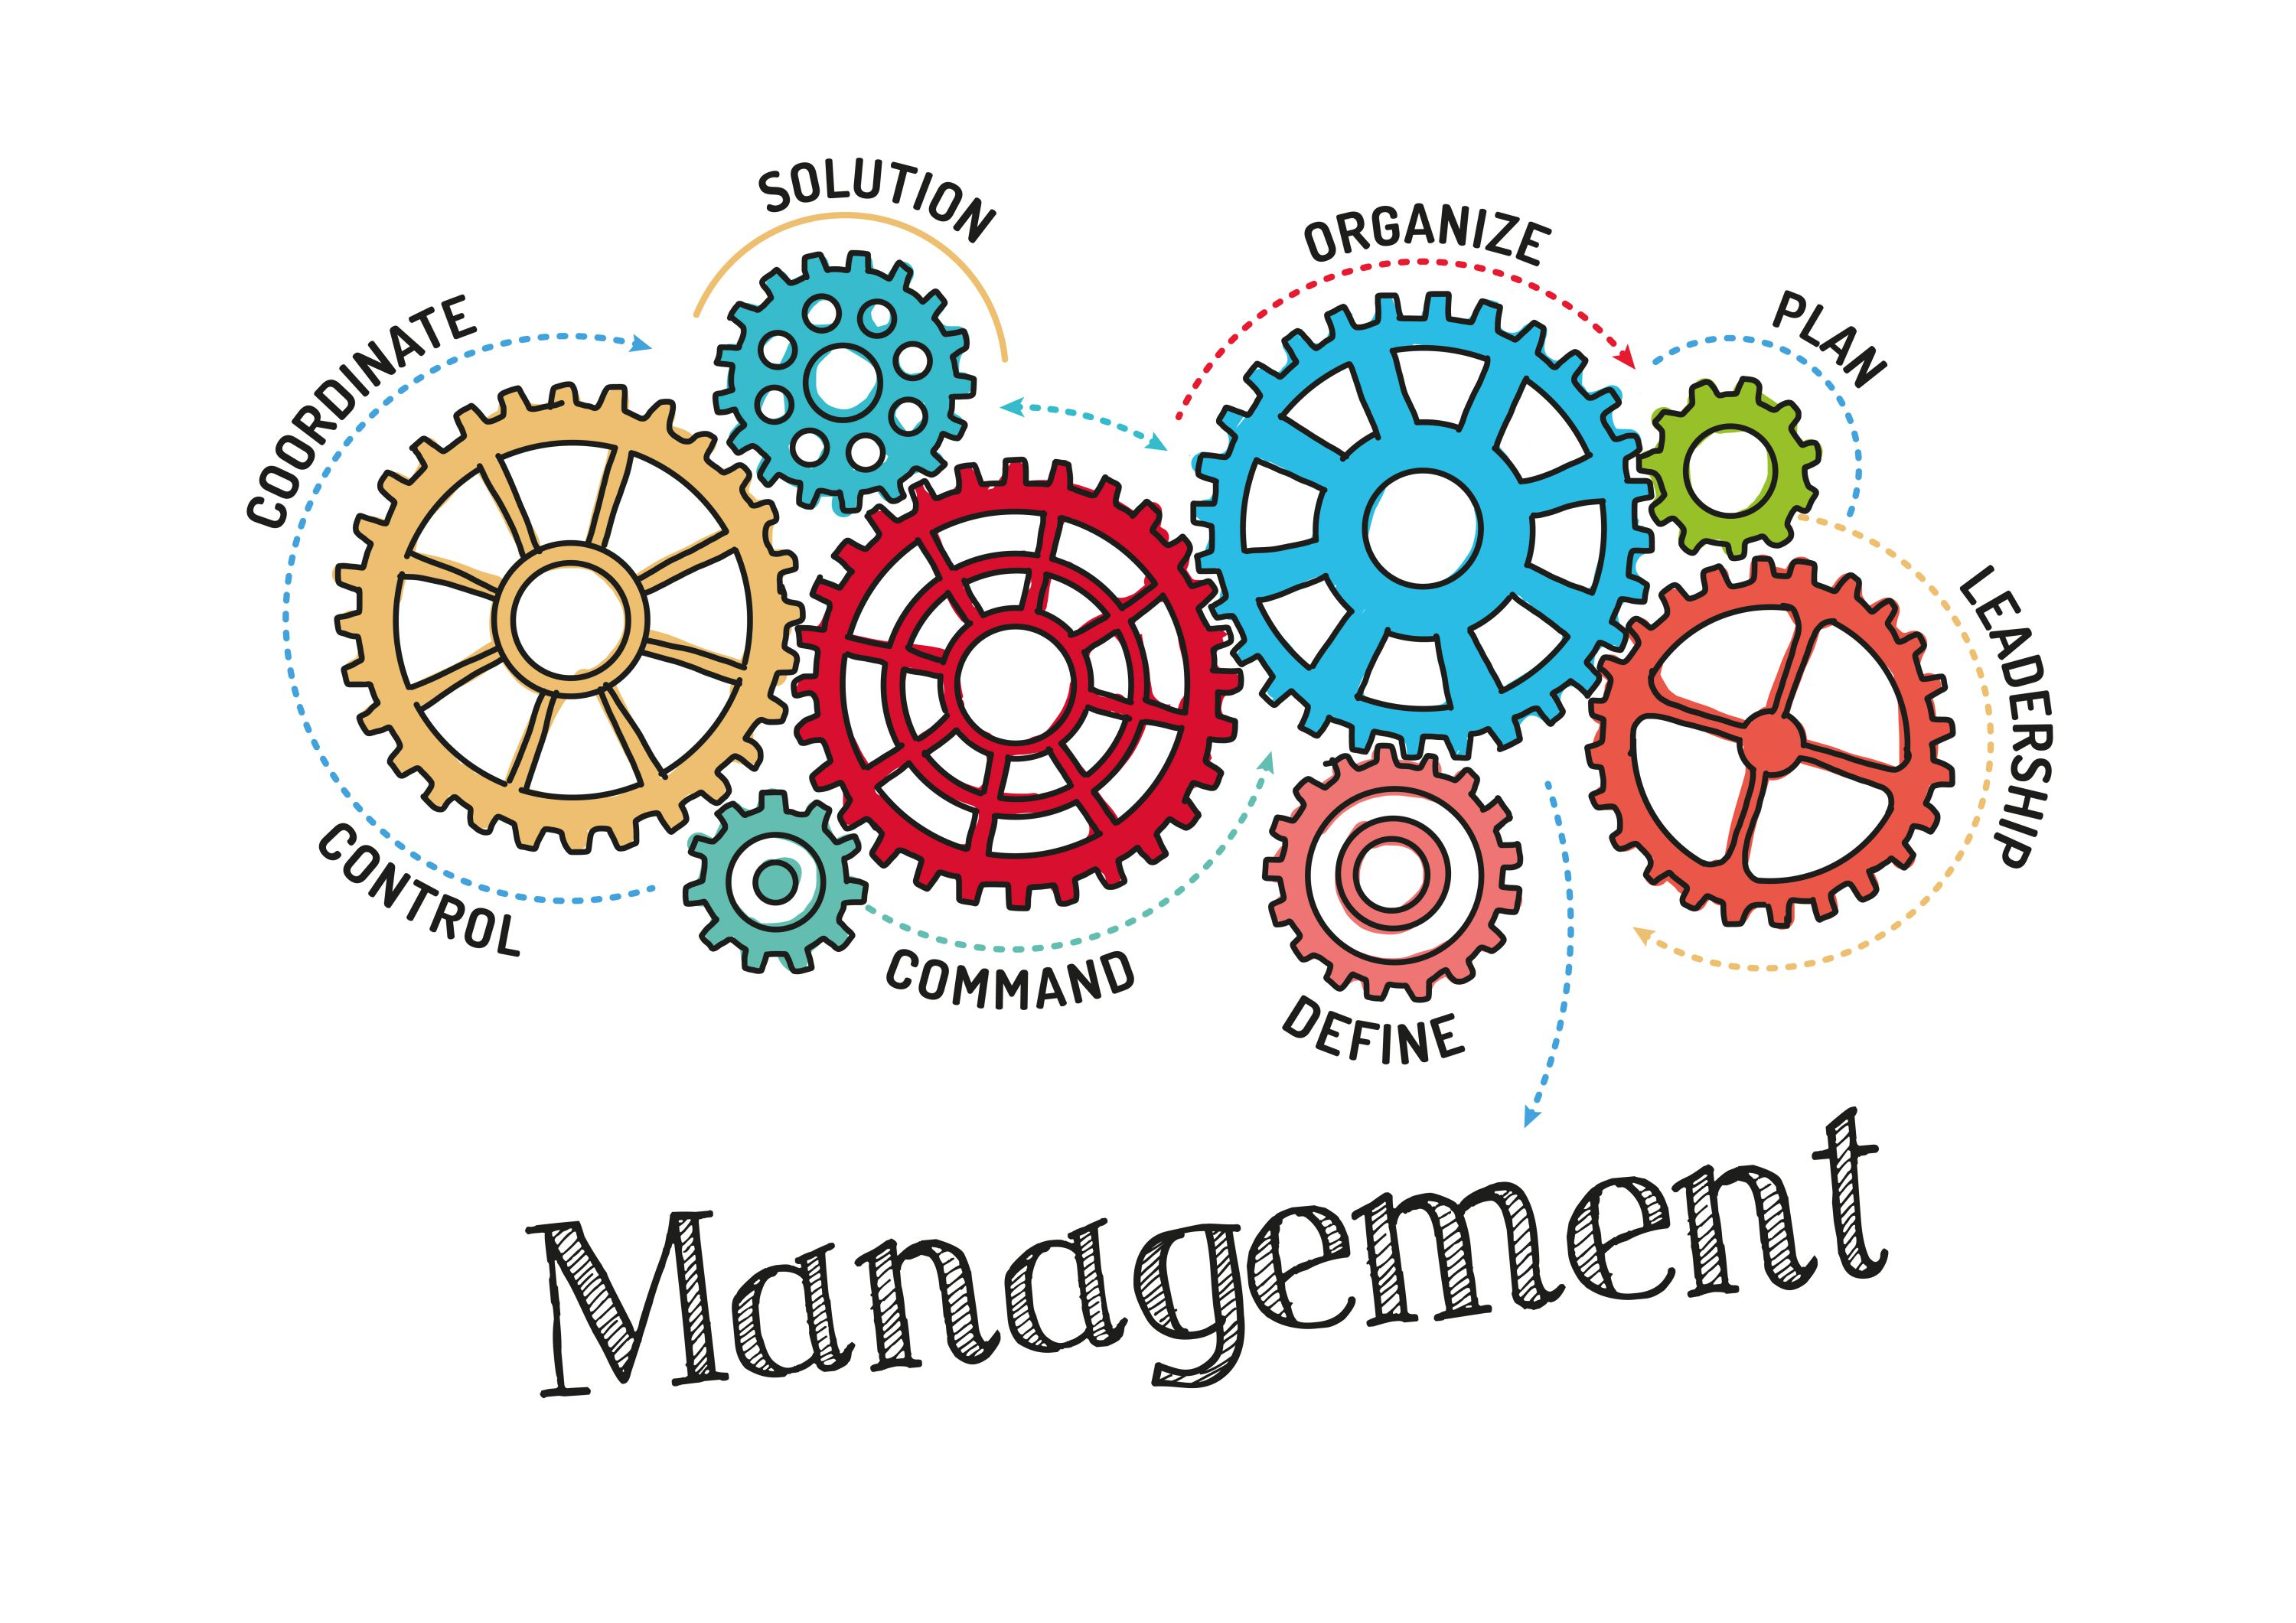 SOLUTION
ORGANIZE
PLAN
COORDINATE
LEADERSHIP
CONTROL
COMMAND
DEFINE
Management